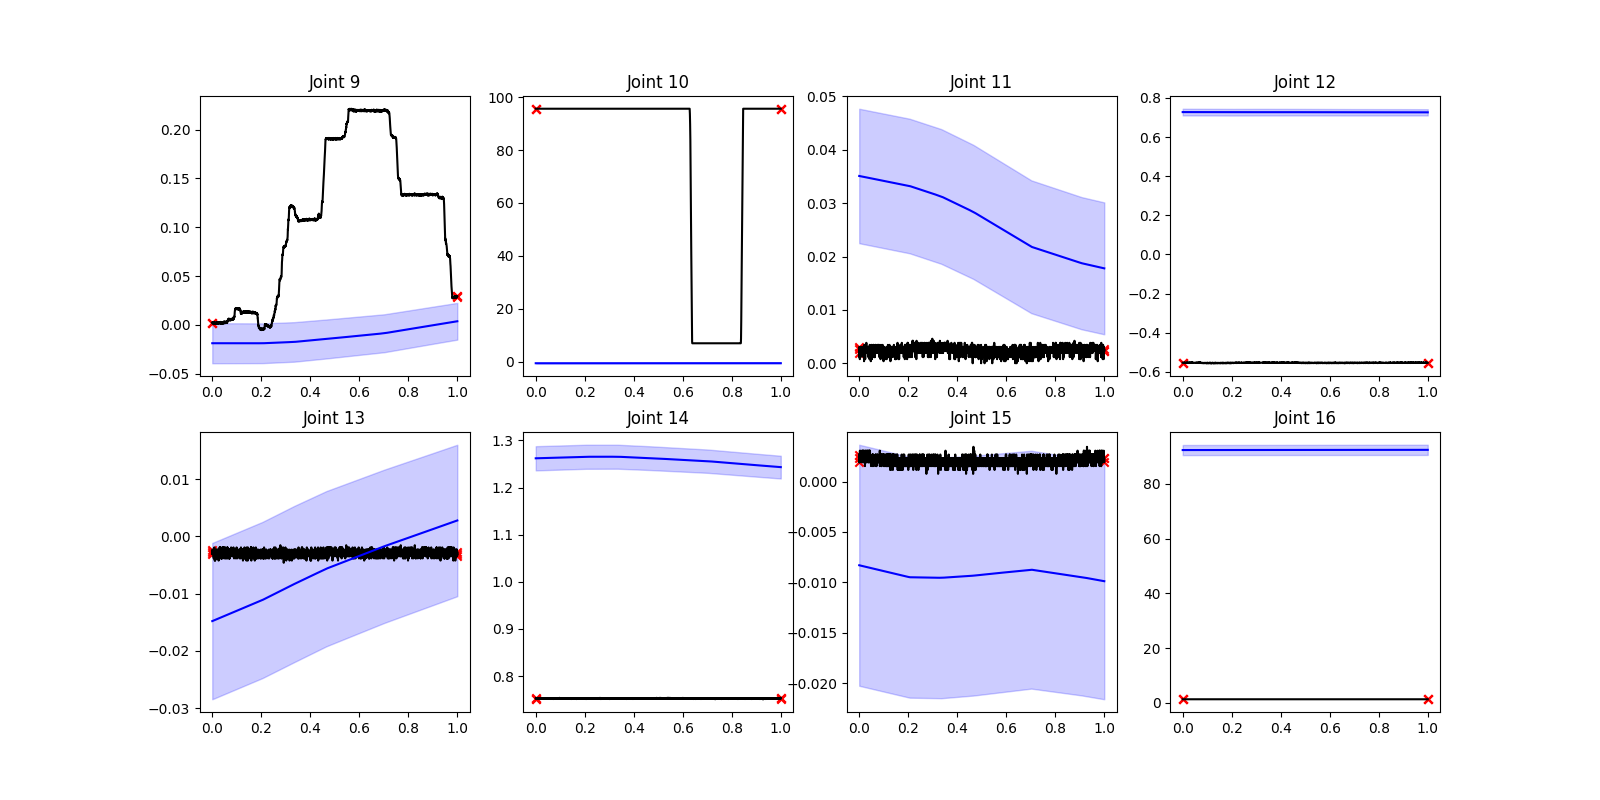 Joint 9
Joint 10
Joint 11
Joint 12
0.20
0.15
0.10
0.05
0.00
−0.05
0.0 0.2 0.4 0.6 0.8 1.0
100
80
60
40
20
0
0.0 0.2 0.4 0.6 0.8 1.0
0.05
0.04
0.03
0.02
0.01
0.00
0.0 0.2 0.4 0.6 0.8 1.0
0.8
0.6
0.4
0.2
0.0
−0.2
−0.4
−0.6
0.0 0.2 0.4 0.6 0.8 1.0
Joint 13
Joint 14
Joint 15
Joint 16
0.01
0.00
−0.01
−0.02
−0.03
0.0 0.2 0.4 0.6 0.8 1.0
1.3
1.2
1.1
1.0
0.9
0.8
0.0 0.2 0.4 0.6 0.8 1.0
0.000
−0.005
−0.010
−0.015
−0.020
0.0 0.2 0.4 0.6 0.8 1.0
80
60
40
20
0
0.0 0.2 0.4 0.6 0.8 1.0